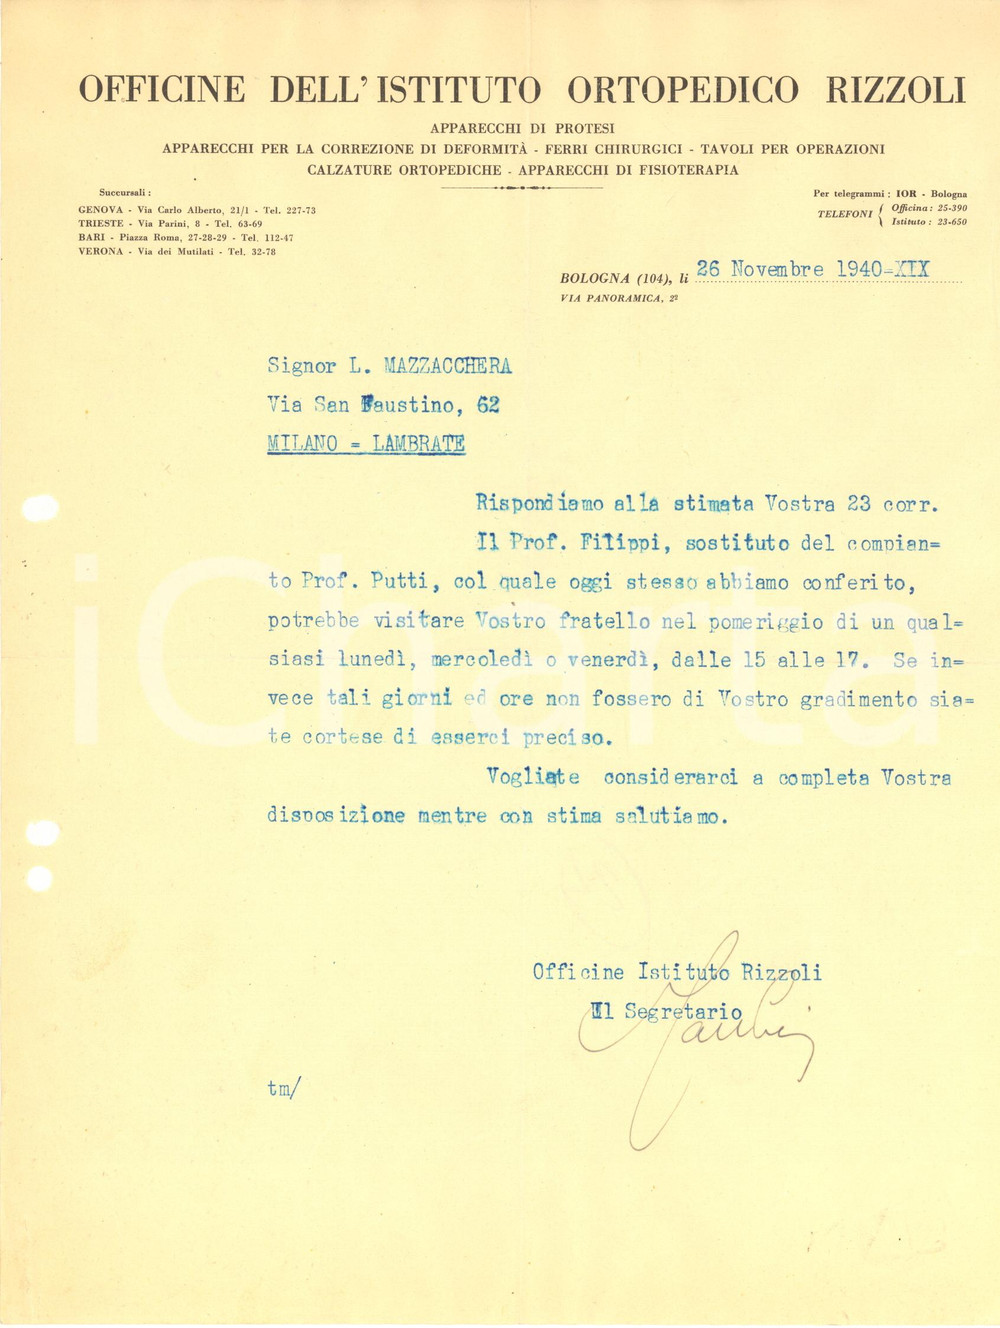 OFFICINE DELL'ISTITUTO ORTOPEDICO RIZZOLI
APPARECCHI DI PROTESI
APPARECCHI PER LA CORREZIONE DI DEFORMITÀ - FERRI CHIRURGICI - TAVOLI PER OPERAZIONI
CALZATURE ORTOPEDICHE - APPARECCHI DI FISIOTERAPIA
Succursali :
GENOVA - Via Carlo Alberto, 21/1 - Tel. 227-73
TRIESTE - Via Parini, 8 - Tel. 63-69
BARI - Piazza Roma, 27-28-29 - Tel. 112-47
VERONA - Via dei Mutilati - Tel. 32-78
Per telegrammi : IOR - Bologna
TELEFONI { Officina : 25-390
Istituto : 23-650
BOLOGNA (104), li 26 Novembre 1940=XIX
VIA PANORAMICA, 2²
Signor L. MAZZACCHERA
Via San Faustino, 62
MILANO = LAMBRATE
Rispondiamo alla stimata Vostra 23 corr.
Il Prof. Filippi, sostituto del compian=
to Prof. Putti, col quale oggi stesso abbiamo conferito,
potrebbe visitare Vostro fratello nel pomeriggio di un qual=
siasi lunedì, mercoledì o venerdì, dalle 15 alle 17. Se in=
vece tali giorni ed ore non fossero di Vostro gradimento sia=
te cortese di esserci preciso.
Vogliate considerarci a completa Vostra
disposizione mentre con stima salutiamo.
Officine Istituto Rizzoli
Il Segretario
tm/
iCharta